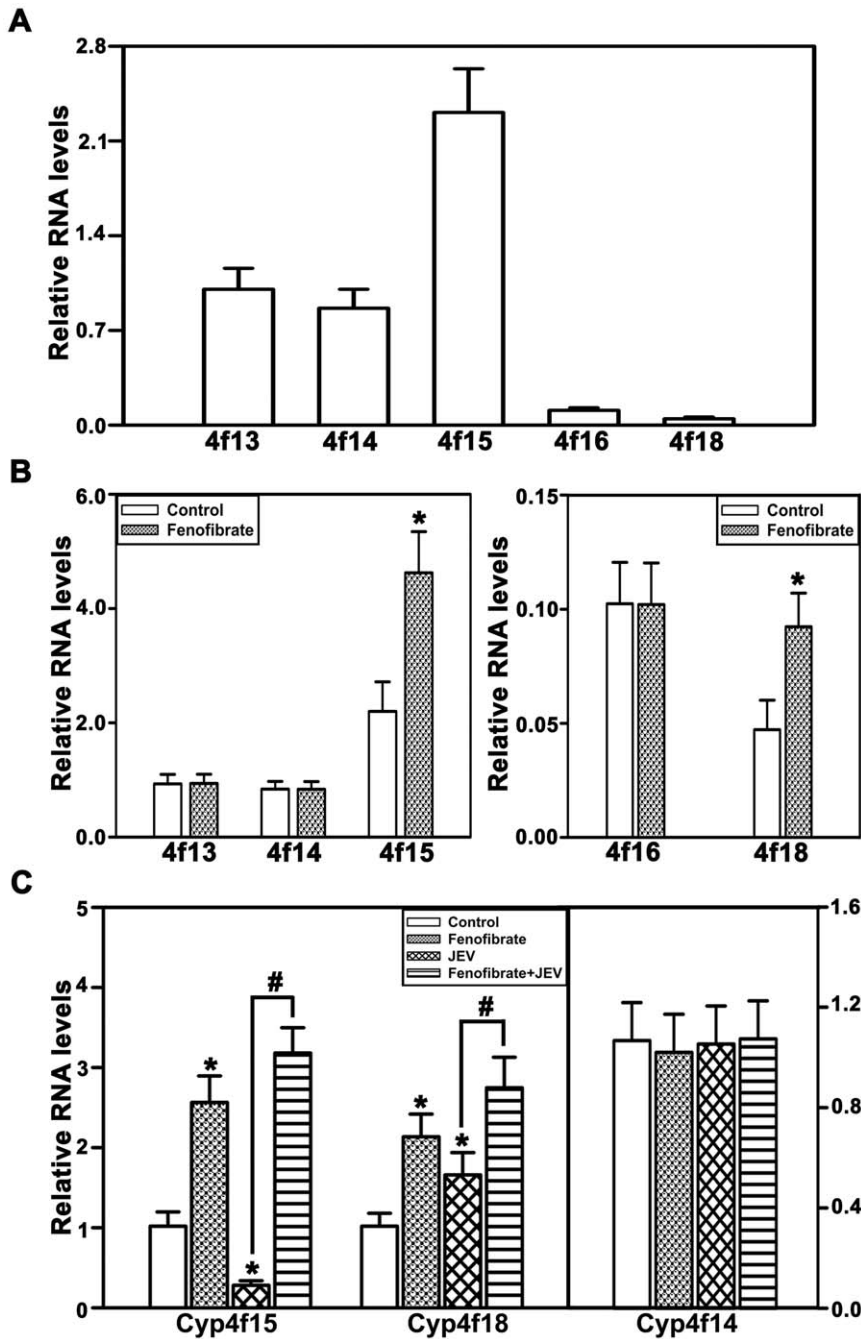 A
Relative RNA levels
2.8
2.1
1.4
0.7
0.0
4f13 4f14 4f15 4f16 4f18
B
Relative RNA levels
6.0
4.0
2.0
0.0
Control
Fenofibrate
*
4f13 4f14 4f15
Relative RNA levels
0.15
0.10
0.05
0.00
Control
Fenofibrate
*
4f16 4f18
C
Relative RNA levels
5
4
3
2
1
0
Control
Fenofibrate
JEV
Fenofibrate+JEV
# #
* * * *
1.6
1.2
0.8
0.4
0.0
Cyp4f15 Cyp4f18 Cyp4f14